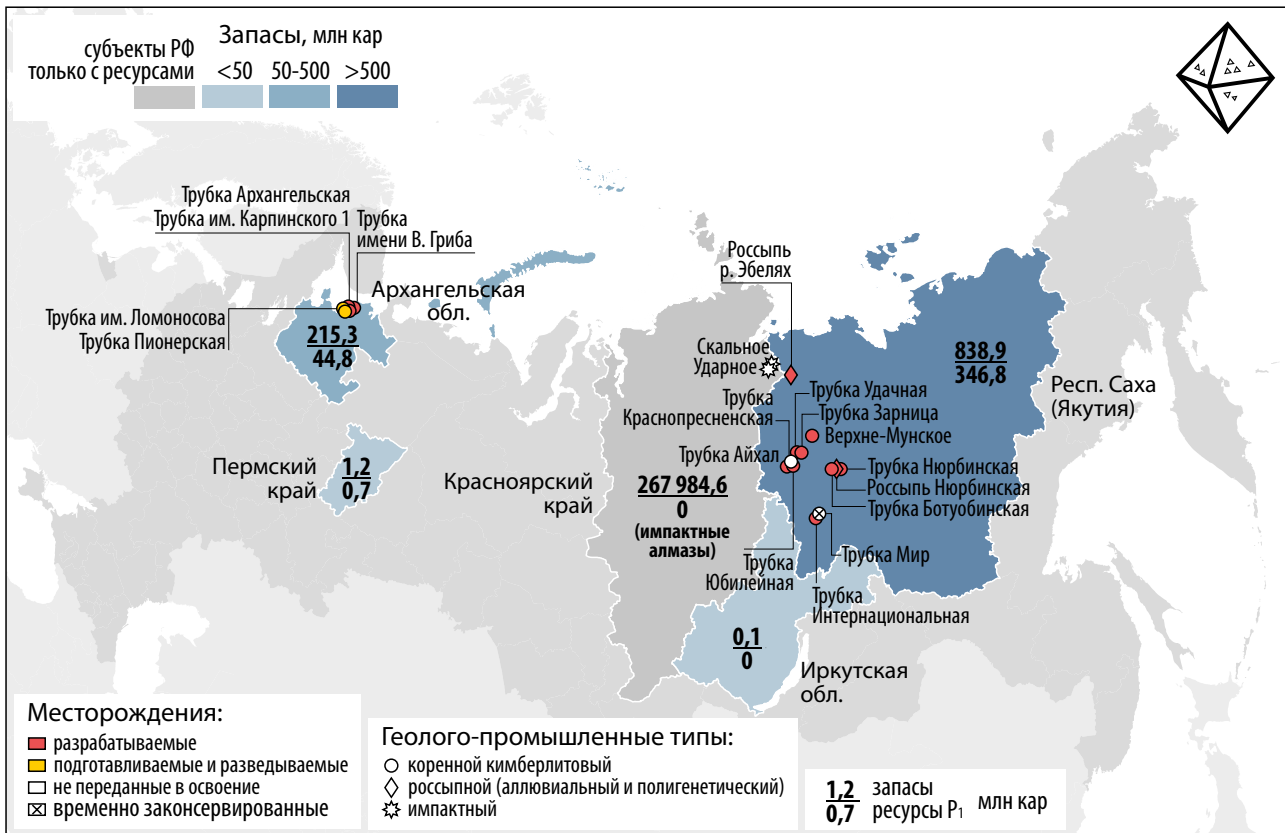 субъекты РФ
только с ресурсами
Запасы, млн кар
<50 50-500 >500
Трубка Архангельская
Трубка им. Карпинского 1
Трубка
имени В. Гриба
Архангельская
обл.
Трубка им. Ломоносова
Трубка Пионерская
215,3
44,8
Пермский
край
1,2
0,7
Красноярский
край
267 984,6
0
(импактные
алмазы)
Россыпь
р. Эбелях
Скальное
Ударное
Трубка
Краснопресненская
Трубка Айхал
Трубка Удачная
Трубка Зарница
Верхне-Мунское
838,9
346,8
Респ. Саха
(Якутия)
Трубка Нюрбинская
Россыпь Нюрбинская
Трубка Ботуобинская
Трубка Мир
Трубка
Юбилейная
Трубка
Интернациональная
0,1
0
Иркутская
обл.
Месторождения:
разрабатываемые
подготавливаемые и разведываемые
не переданные в освоение
временно законсервированные
Геолого-промышленные типы:
коренной кимберлитовый
россыпной (аллювиальный и полигенетический)
импактный
1,2 запасы
0,7 ресурсы P₁ млн кар